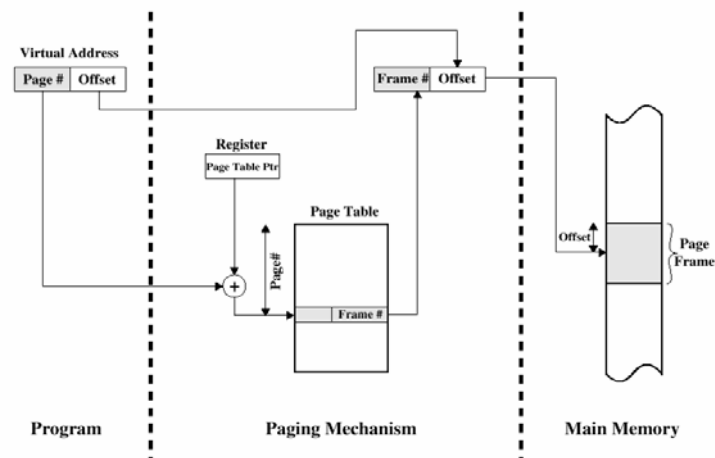 Virtual Address
Page # Offset
Frame # Offset
Register
Page Table Ptr
Page Table
Page#
+
Frame #
Offset
Page
Frame
Program
Paging Mechanism
Main Memory